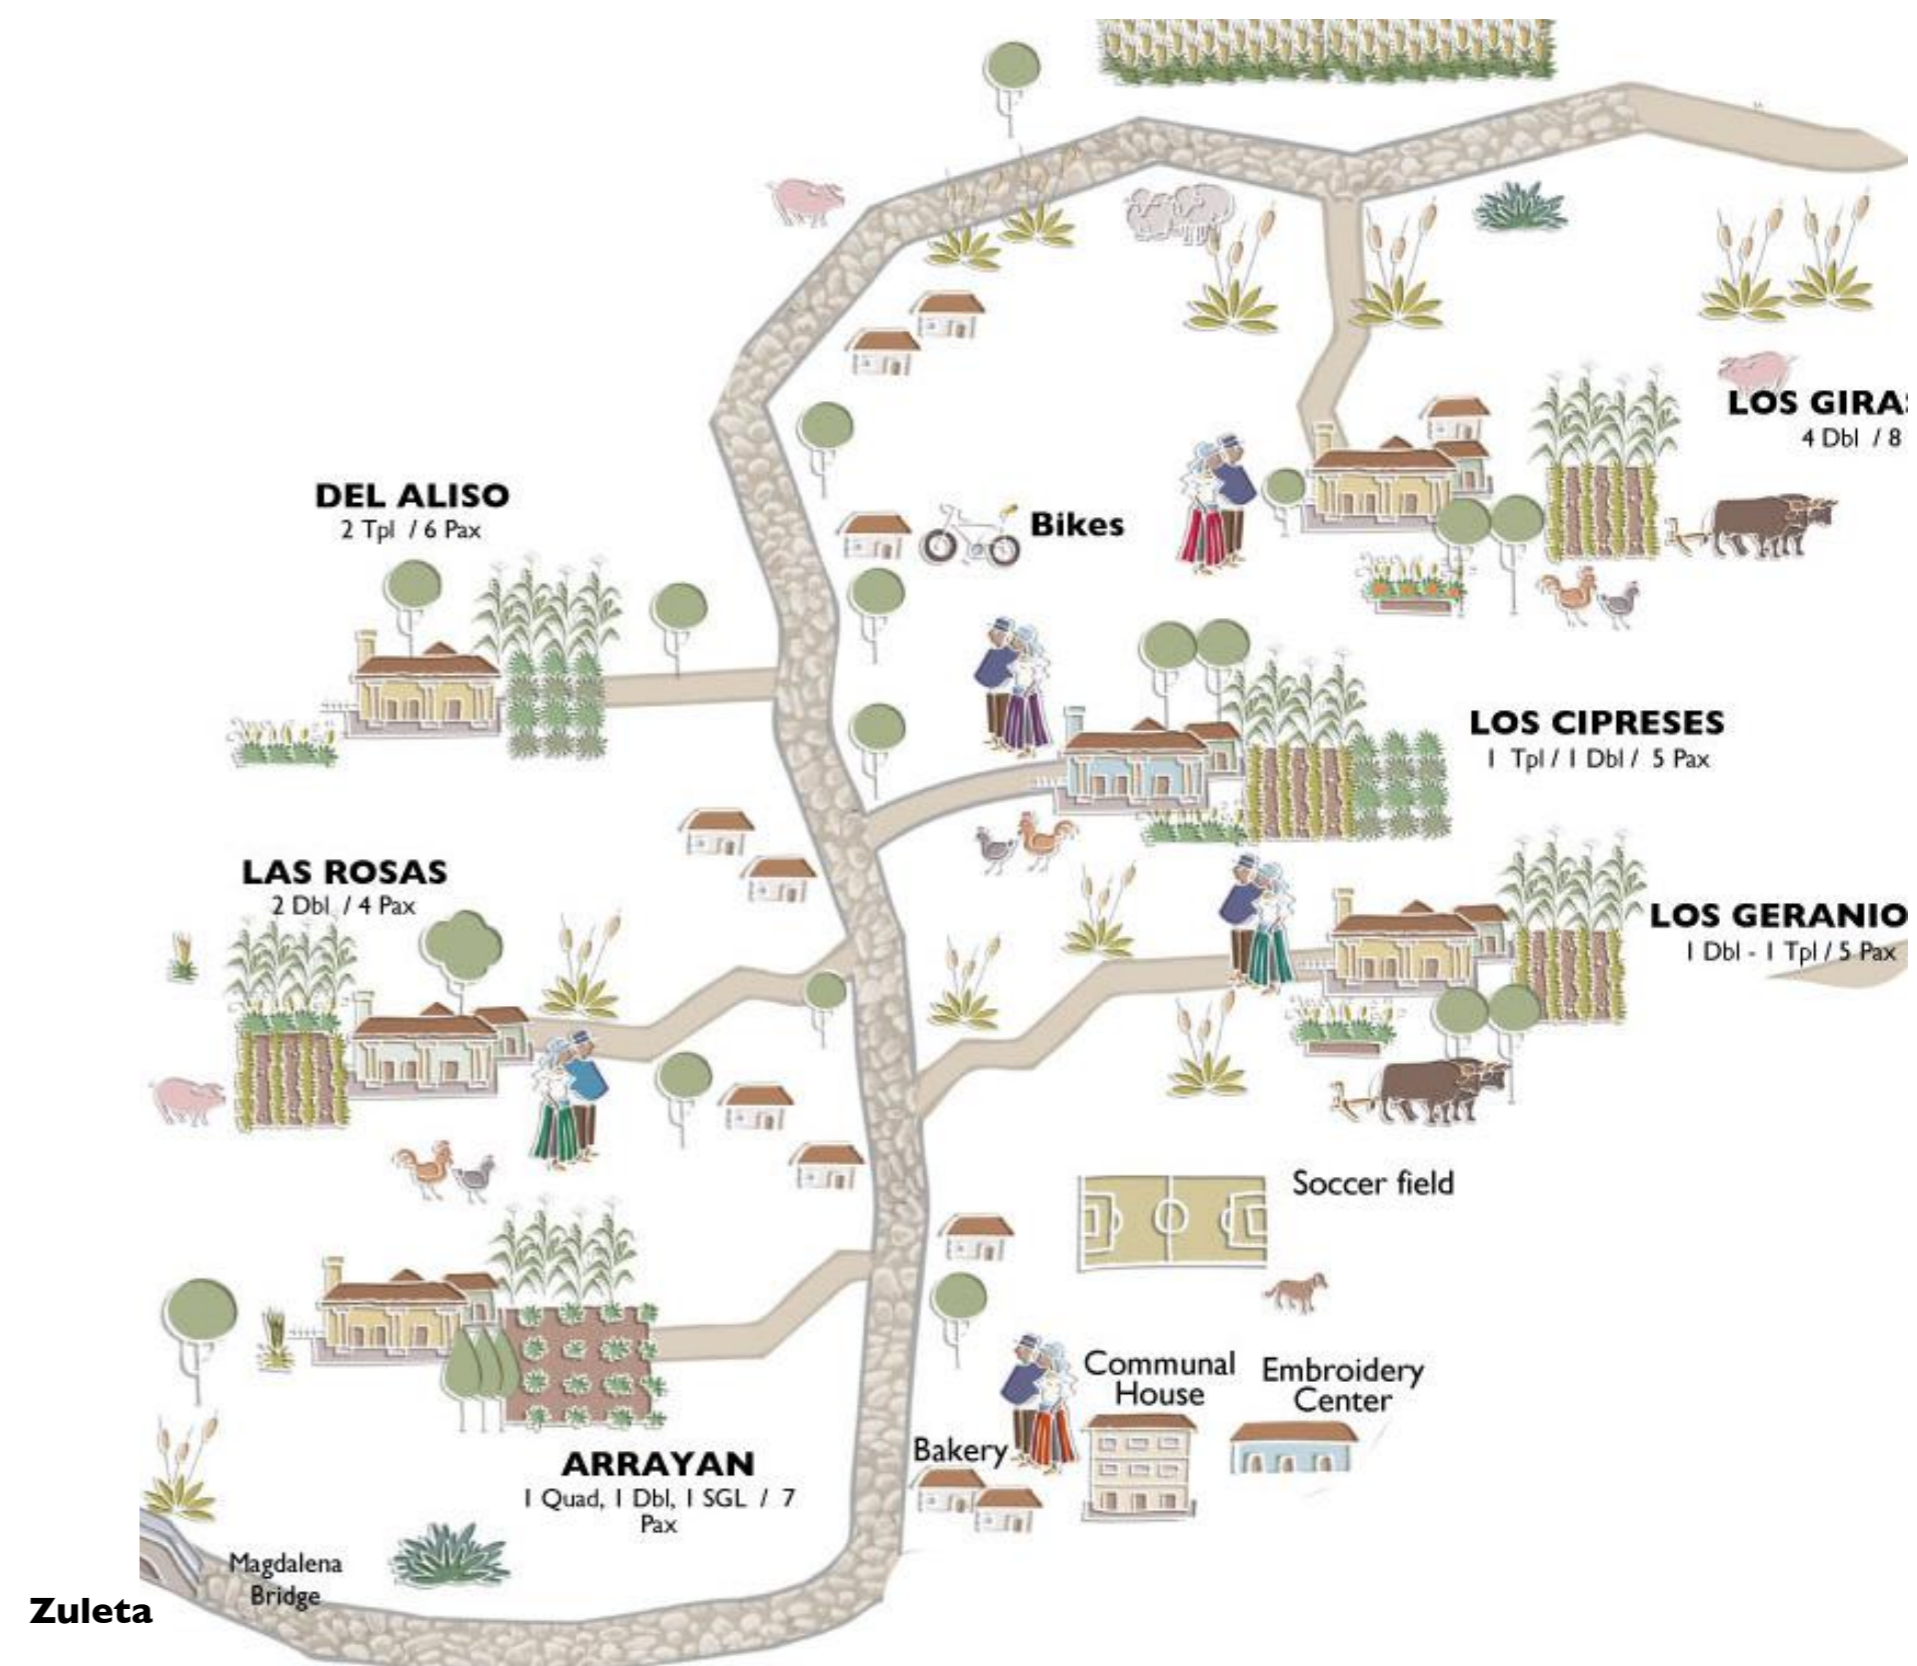 LOS GIRAS
4 Dbl / 8
DEL ALISO
2 Tpl / 6 Pax
Bikes
LOS CIPRESES
1 Tpl / 1 Dbl / 5 Pax
LAS ROSAS
2 Dbl / 4 Pax
LOS GERANIO
1 Dbl - 1 Tpl / 5 Pax
Soccer field
Communal
House
Embroidery
Center
Bakery
ARRAYAN
1 Quad, 1 Dbl, 1 SGL / 7
Pax
Magdalena
Bridge
Zuleta